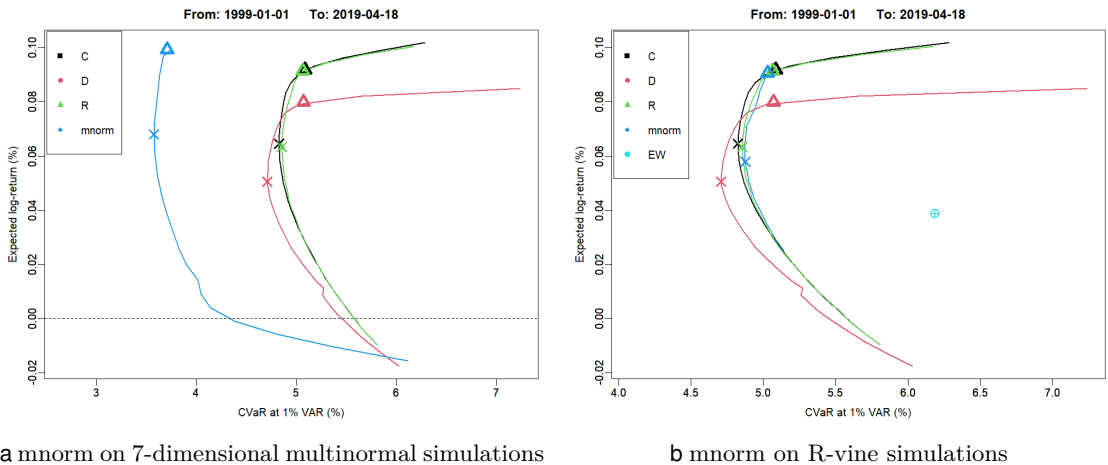 From: 1999-01-01 To: 2019-04-18
Expected log-return (%)
0.10
0.08
0.06
0.04
0.02
0.00
-0.02
C
D
R
mnorm
3
4
5
6
7
CVaR at 1% VAR (%)
a mnorm on 7-dimensional multinormal simulations
From: 1999-01-01 To: 2019-04-18
Expected log-return (%)
0.10
0.08
0.06
0.04
0.02
0.00
-0.02
C
D
R
mnorm
EW
4.0
4.5
5.0
5.5
6.0
6.5
7.0
CVaR at 1% VAR (%)
b mnorm on R-vine simulations